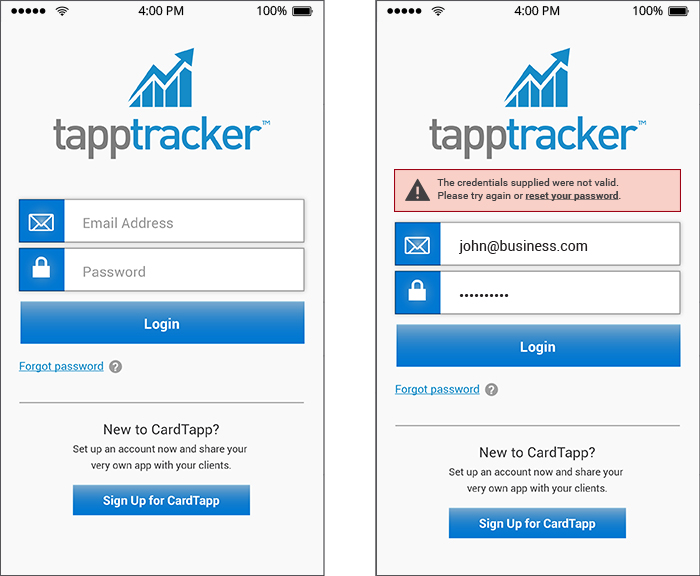 4:00 PM
100%
tapptracker™
Email Address
Password
Login
Forgot password ?
New to CardTapp?
Set up an account now and share your
very own app with your clients.
Sign Up for CardTapp
4:00 PM
100%
tapptracker™
The credentials supplied were not valid.
Please try again or reset your password.
john@business.com
••••••••••
Login
Forgot password ?
New to CardTapp?
Set up an account now and share your
very own app with your clients.
Sign Up for CardTapp